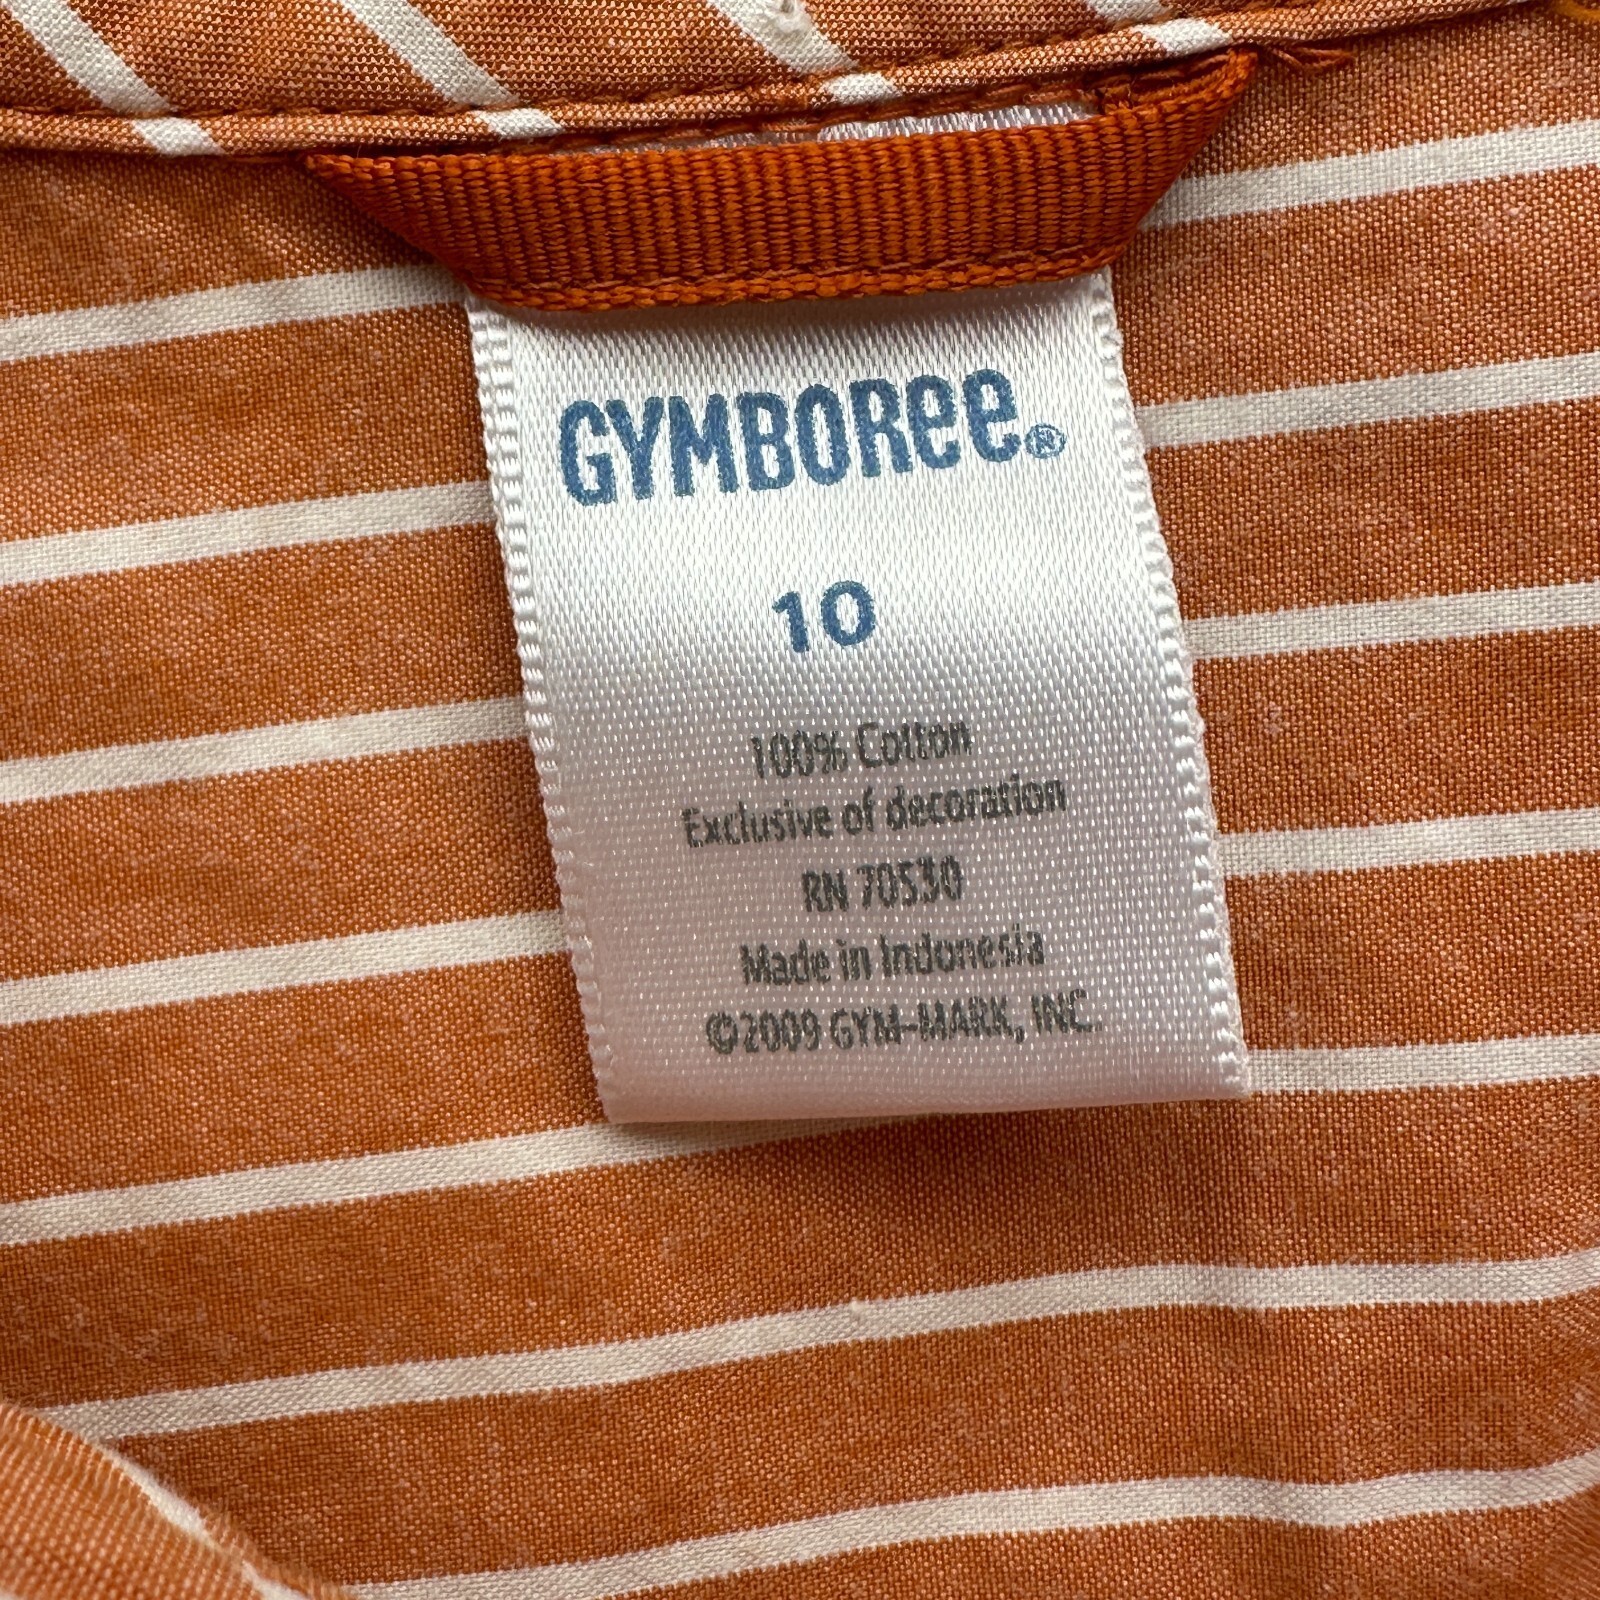 GYMBOREE®
10
100% Cotton
Exclusive of decoration
RN 70530
Made in Indonesia
©2009 GYM-MARK, INC.